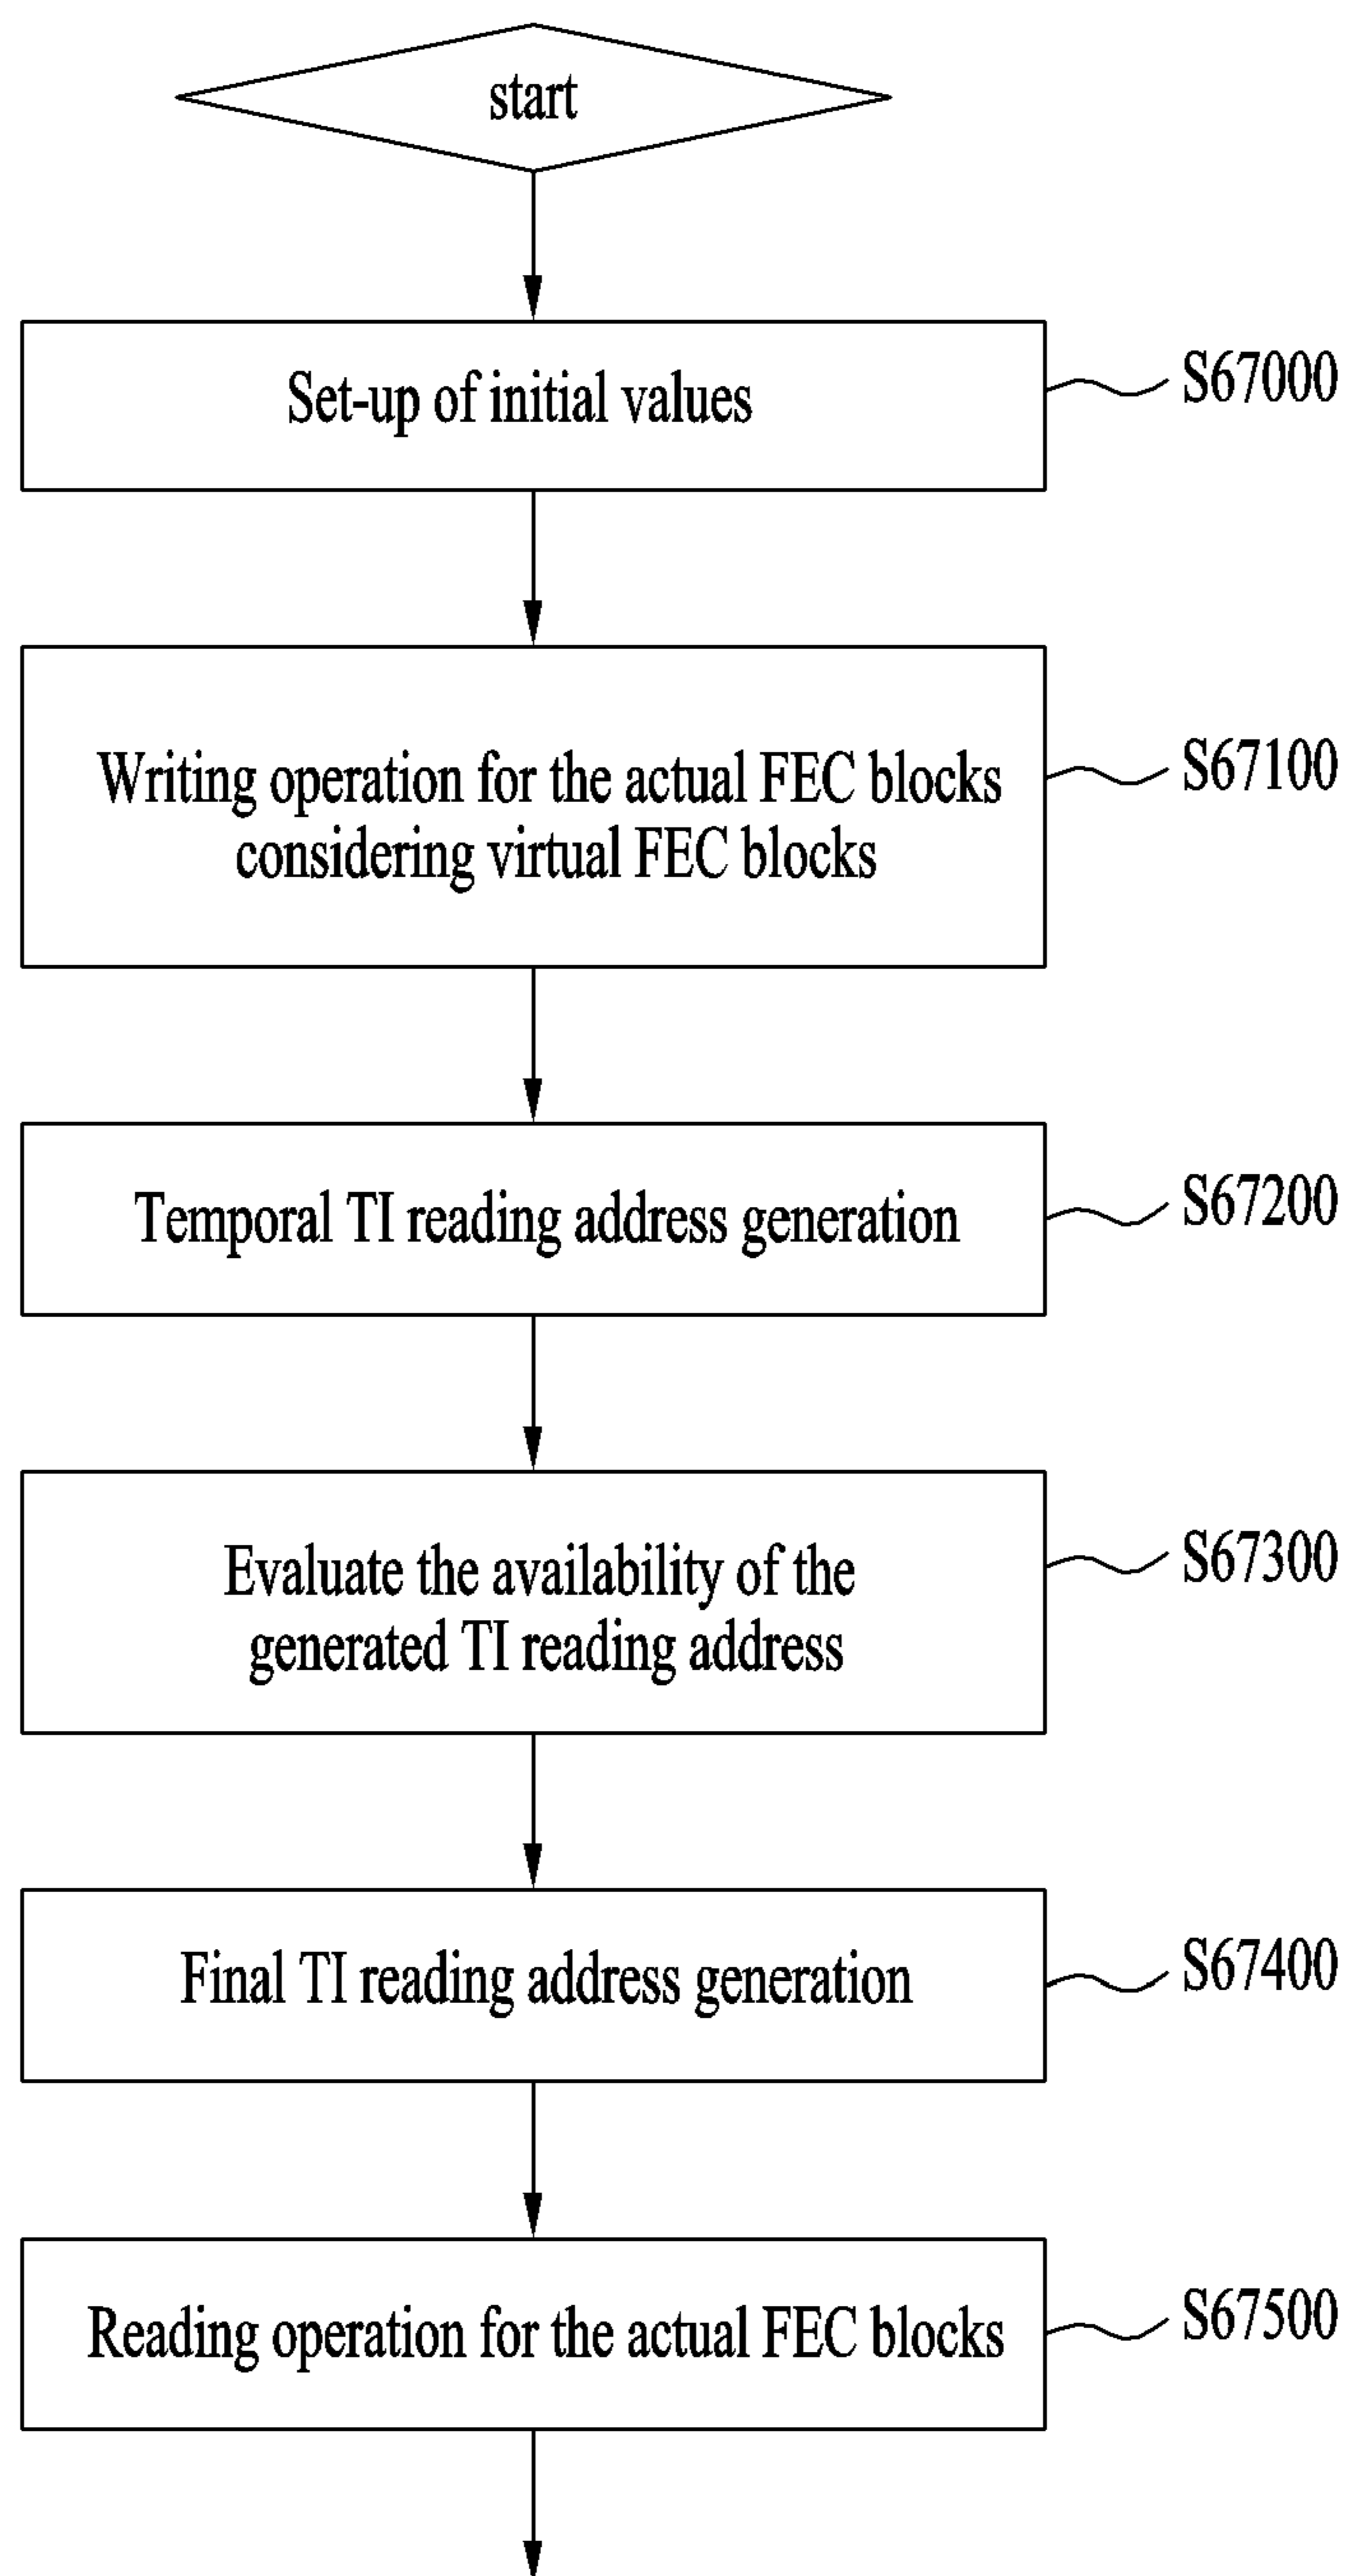 start
Set-up of initial values
S67000
Writing operation for the actual FEC blocks
considering virtual FEC blocks
S67100
Temporal TI reading address generation
S67200
Evaluate the availability of the
generated TI reading address
S67300
Final TI reading address generation
S67400
Reading operation for the actual FEC blocks
S67500